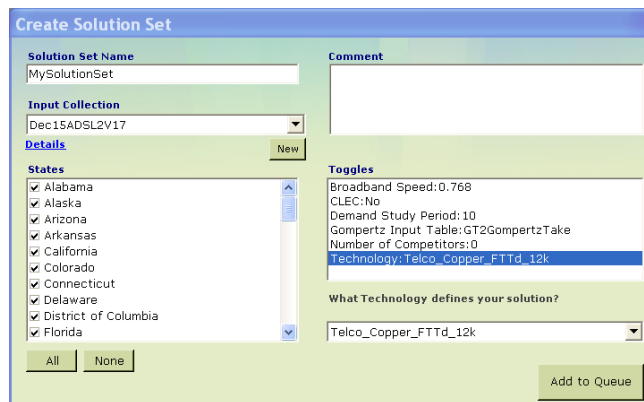 Create Solution Set
Solution Set Name
MySolutionSet
Comment
Input Collection
Dec15ADSL2V17
Details
New
States
Alabama
Alaska
Arizona
Arkansas
California
Colorado
Connecticut
Delaware
District of Columbia
Florida
All
None
Toggles
Broadband Speed:0.768
CLEC:No
Demand Study Period:10
Gompertz Input Table:GT2GompertzTake
Number of Competitors:0
Technology:Telco_Copper_FTTd_12k
What Technology defines your solution?
Telco_Copper_FTTd_12k
Add to Queue